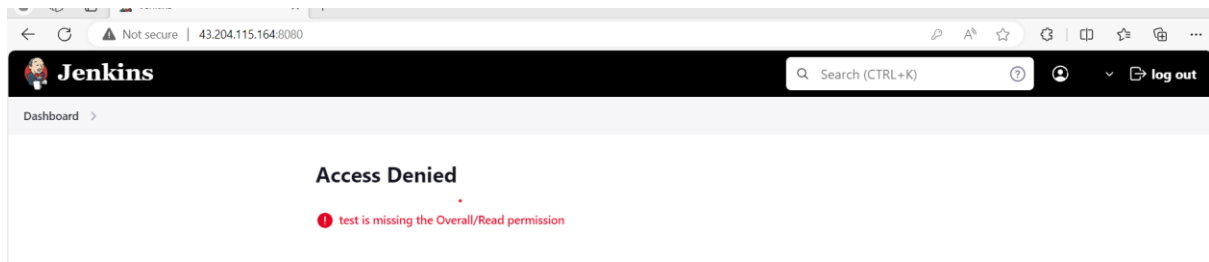 Not secure | 43.204.115.164:8080
Jenkins
Search (CTRL+K)
log out
Dashboard >
Access Denied
test is missing the Overall/Read permission